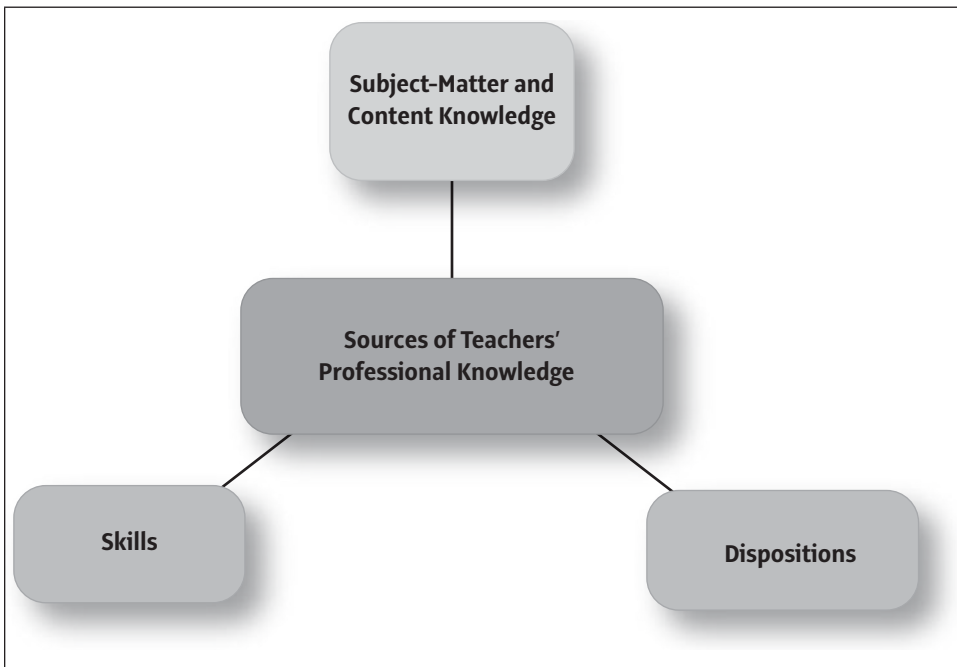 Subject-Matter and
Content Knowledge
Sources of Teachers’
Professional Knowledge
Skills
Dispositions